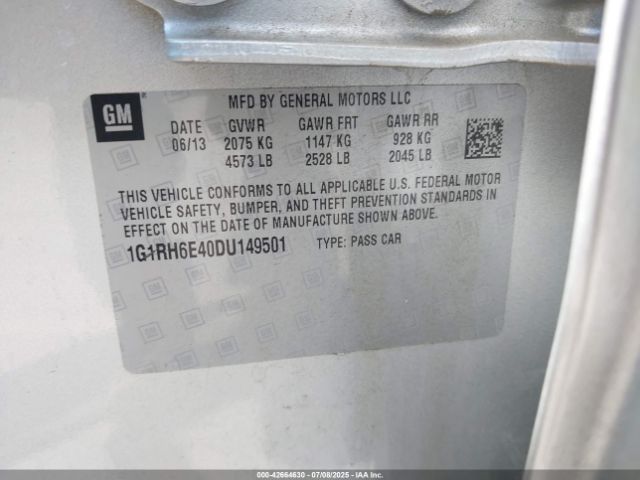 GM
MFD BY GENERAL MOTORS LLC
DATE GVWR GAWR FRT GAWR RR
06/13 2075 KG 1147 KG 928 KG
4573 LB 2528 LB 2045 LB
THIS VEHICLE CONFORMS TO ALL APPLICABLE U.S. FEDERAL MOTOR
VEHICLE SAFETY, BUMPER, AND THEFT PREVENTION STANDARDS IN
EFFECT ON THE DATE OF MANUFACTURE SHOWN ABOVE.
1G1RH6E40DU149501 TYPE: PASS CAR
000-42664630 - 07/08/2025 - IAAI.COM